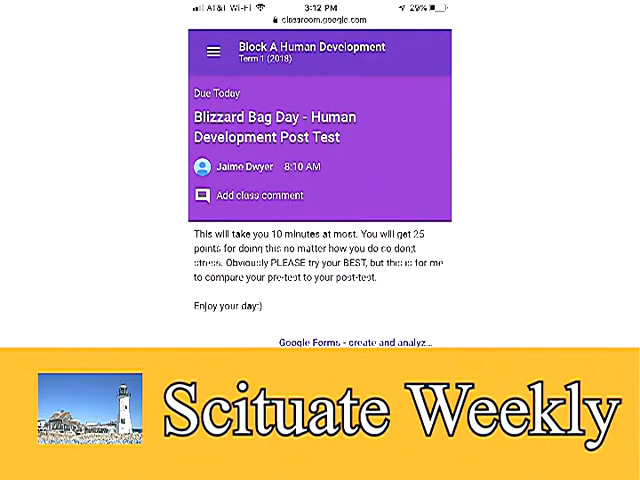 AT&T Wi-Fi 3:12 PM 29%
classroom.google.com
Block A Human Development
Term 1 (2018)
Due Today
Blizzard Bag Day - Human
Development Post Test
Jaime Dwyer 8:10 AM
Add class comment
This will take you 10 minutes at most. You will get 25
points for doing this no matter how you do so don;t
stress. Obviously PLEASE try your BEST, but this is for me
to compare your pre-test to your post-test.
Enjoy your day:)
Google Forms - create and analyz...
Scituate Weekly